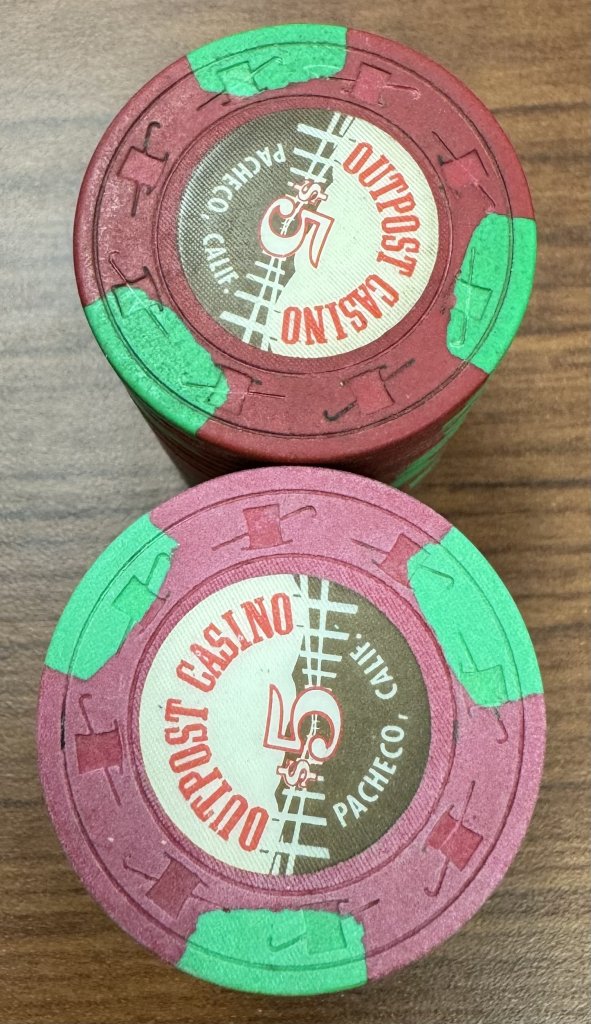 OUTPOST CASINO
$5
PACHECO, CALIF.
OUTPOST CASINO
$5
PACHECO, CALIF.